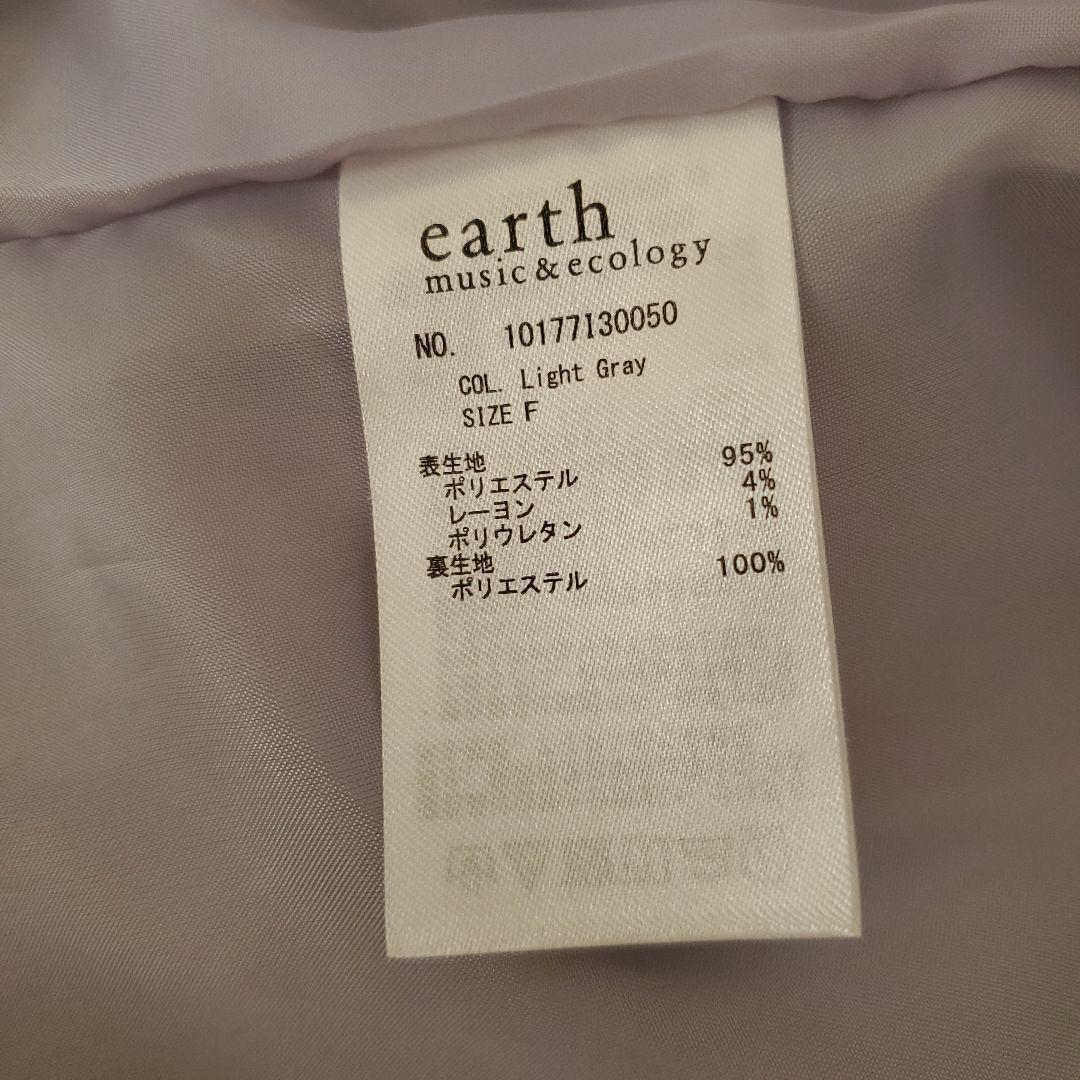 earth
music&ecology
NO. 10177130050
COL. Light Gray
SIZE F
表生地
ポリエステル 95%
レーヨン 4%
ポリウレタン 1%
裏生地
ポリエステル 100%